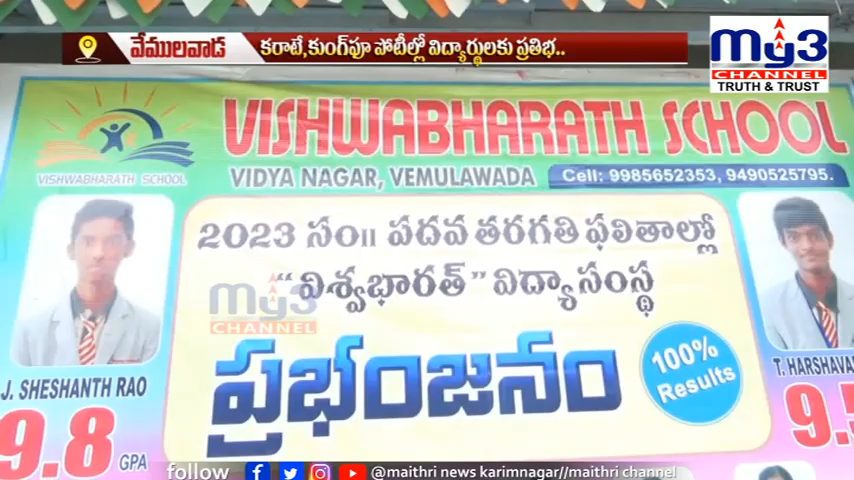 వేములవాడ
కరాటే,కుంగ్‌ఫూ పోటీల్లో విద్యార్థులకు ప్రతిభ..
my3
CHANNEL
TRUTH & TRUST
VISHWABHARATH SCHOOL
VISHWABHARATH SCHOOL
VIDYA NAGAR, VEMULAWADA
Cell: 9985652353, 9490525795.
2023 సం॥ పదవ తరగతి ఫలితాల్లో
"విశ్వభారత్" విద్యాసంస్థ
my3
CHANNEL
ప్రభంజనం
100%
Results
J. SHESHANTH RAO
9.8 GPA
T. HARSHAVA
follow
@maithri news karimnagar//maithri channel